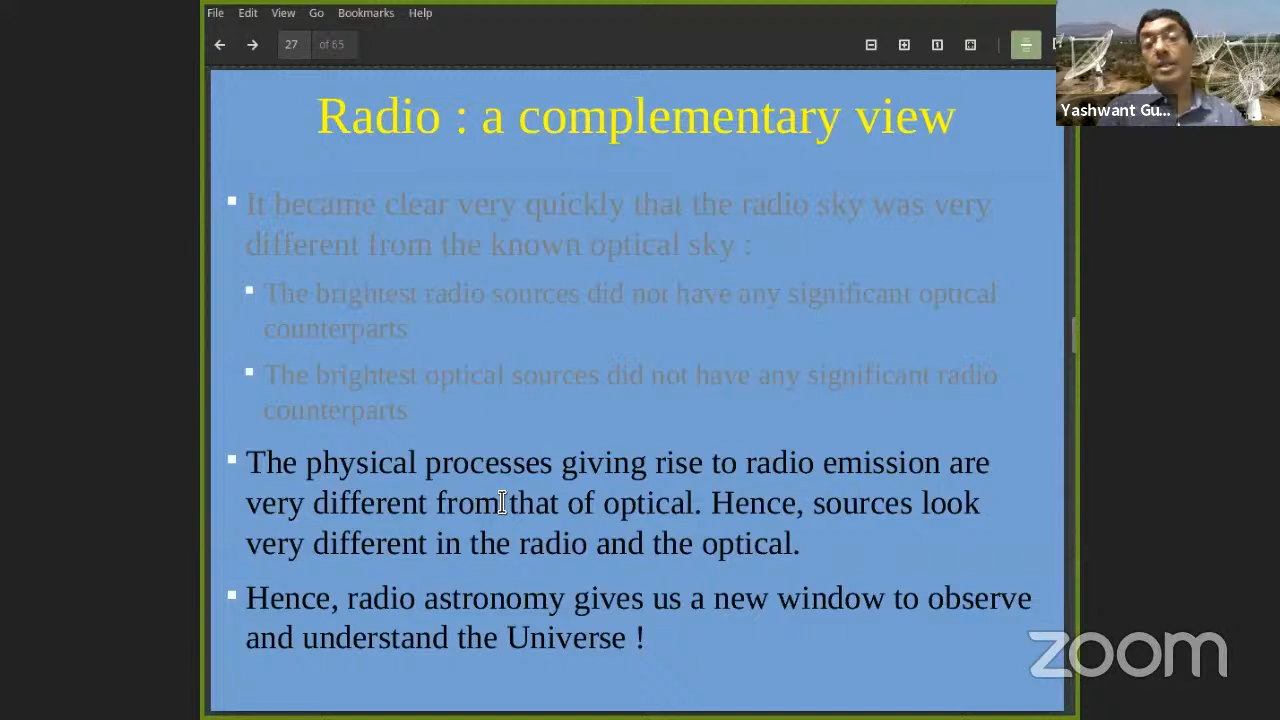 File Edit View Go Bookmarks Help
27 of 65
Yashwant Gu...
Radio : a complementary view
It became clear very quickly that the radio sky was very
different from the known optical sky :
The brightest radio sources did not have any significant optical
counterparts
The brightest optical sources did not have any significant radio
counterparts
The physical processes giving rise to radio emission are
very different from that of optical. Hence, sources look
very different in the radio and the optical.
Hence, radio astronomy gives us a new window to observe
and understand the Universe !
zoom